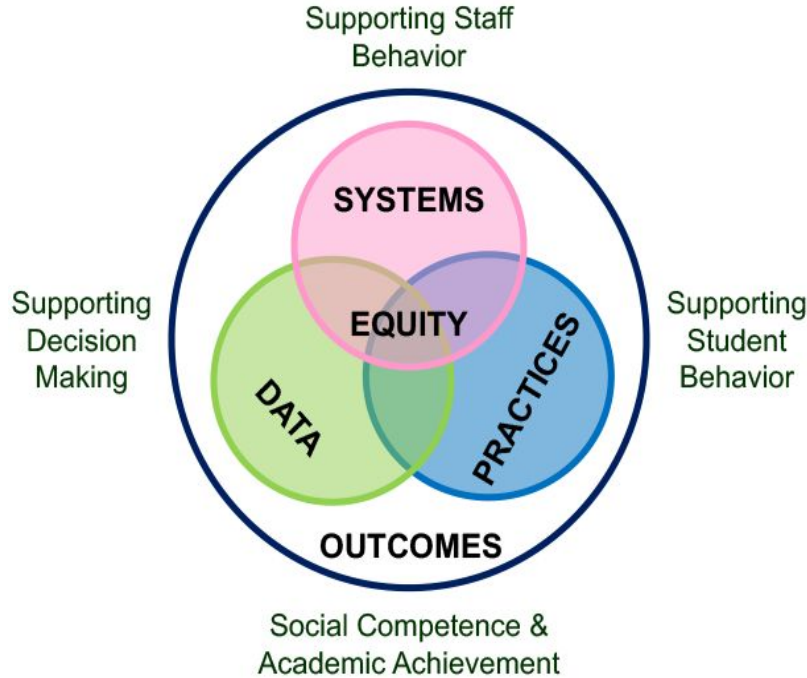 Supporting Staff
Behavior
SYSTEMS
Supporting
Decision
Making
EQUITY
Supporting
Student
Behavior
DATA
PRACTICES
OUTCOMES
Social Competence &
Academic Achievement